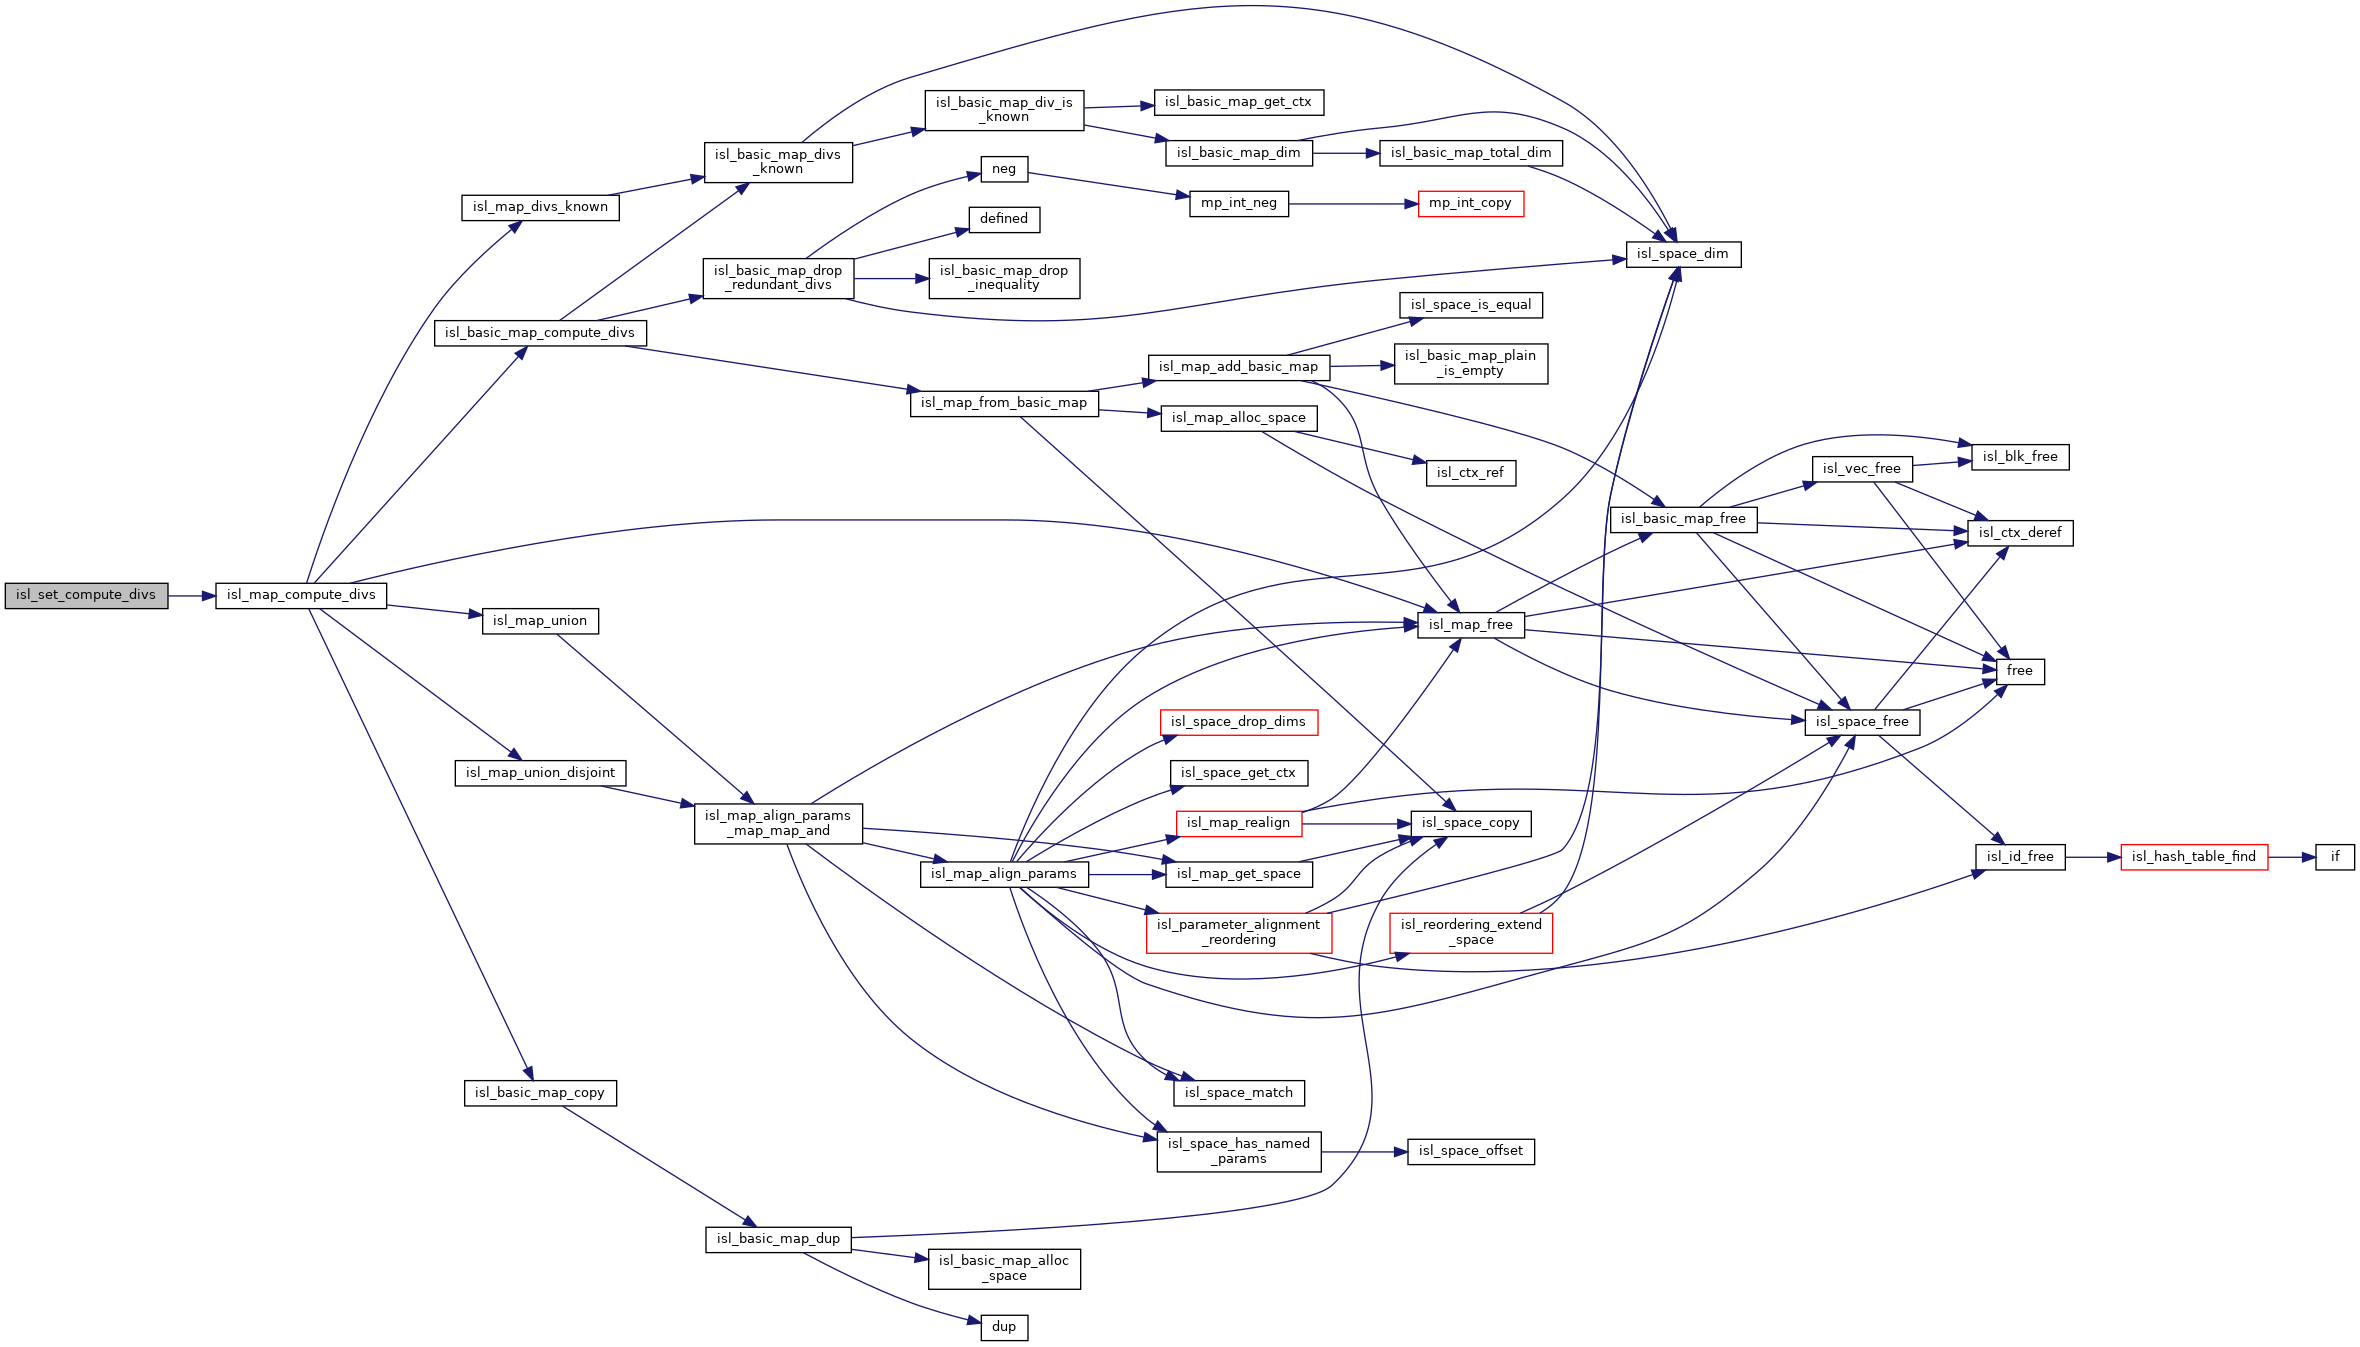 isl_set_compute_divs
isl_map_compute_divs
isl_map_divs_known
isl_basic_map_compute_divs
isl_map_union
isl_map_union_disjoint
isl_basic_map_copy
isl_basic_map_divs
_known
isl_basic_map_drop
_redundant_divs
isl_map_align_params
_map_map_and
isl_basic_map_dup
isl_basic_map_div_is
_known
neg
defined
isl_basic_map_drop
_inequality
isl_map_from_basic_map
isl_map_align_params
isl_basic_map_alloc
_space
dup
isl_basic_map_get_ctx
isl_basic_map_dim
mp_int_neg
isl_map_add_basic_map
isl_map_alloc_space
isl_space_drop_dims
isl_space_get_ctx
isl_map_realign
isl_map_get_space
isl_parameter_alignment
_reordering
isl_space_match
isl_space_has_named
_params
isl_basic_map_total_dim
mp_int_copy
isl_space_is_equal
isl_basic_map_plain
_is_empty
isl_ctx_ref
isl_map_free
isl_space_copy
isl_reordering_extend
_space
isl_space_offset
isl_space_dim
isl_basic_map_free
isl_vec_free
isl_space_free
isl_blk_free
isl_ctx_deref
free
isl_id_free
isl_hash_table_find
if